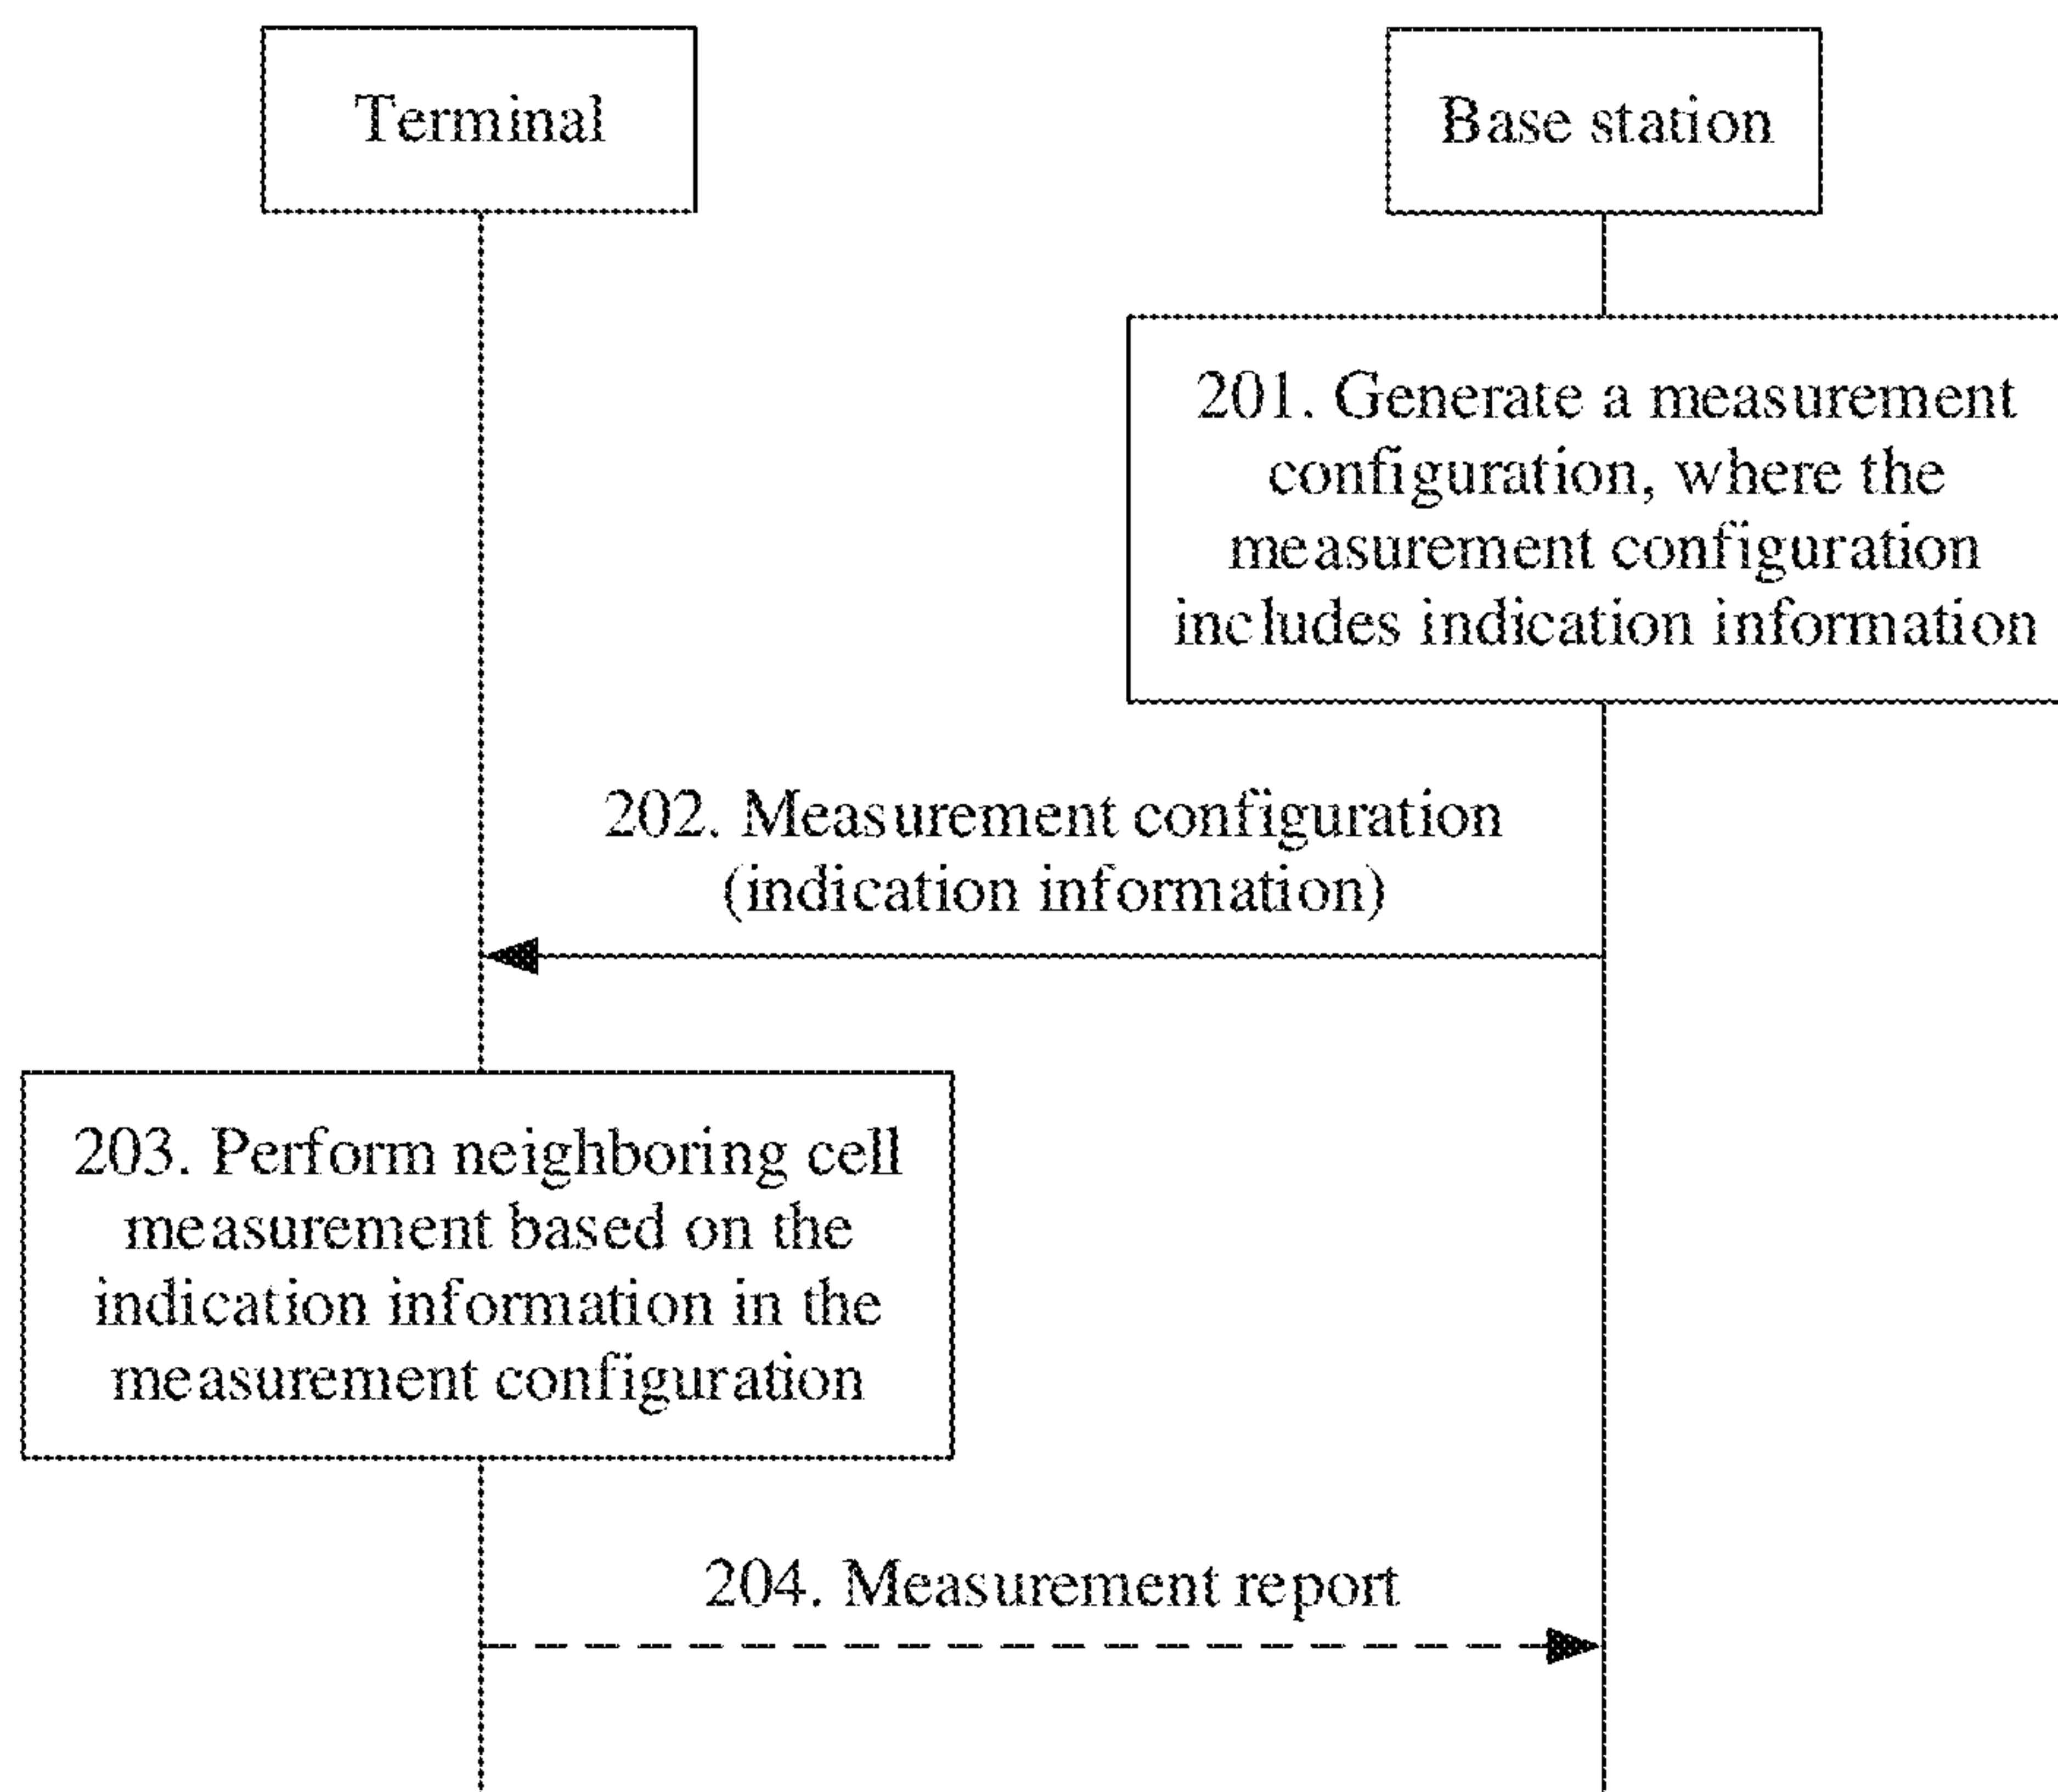 Terminal
Base station
201. Generate a measurement
configuration, where the
measurement configuration
includes indication information
202. Measurement configuration
(indication information)
203. Perform neighboring cell
measurement based on the
indication information in the
measurement configuration
204. Measurement report